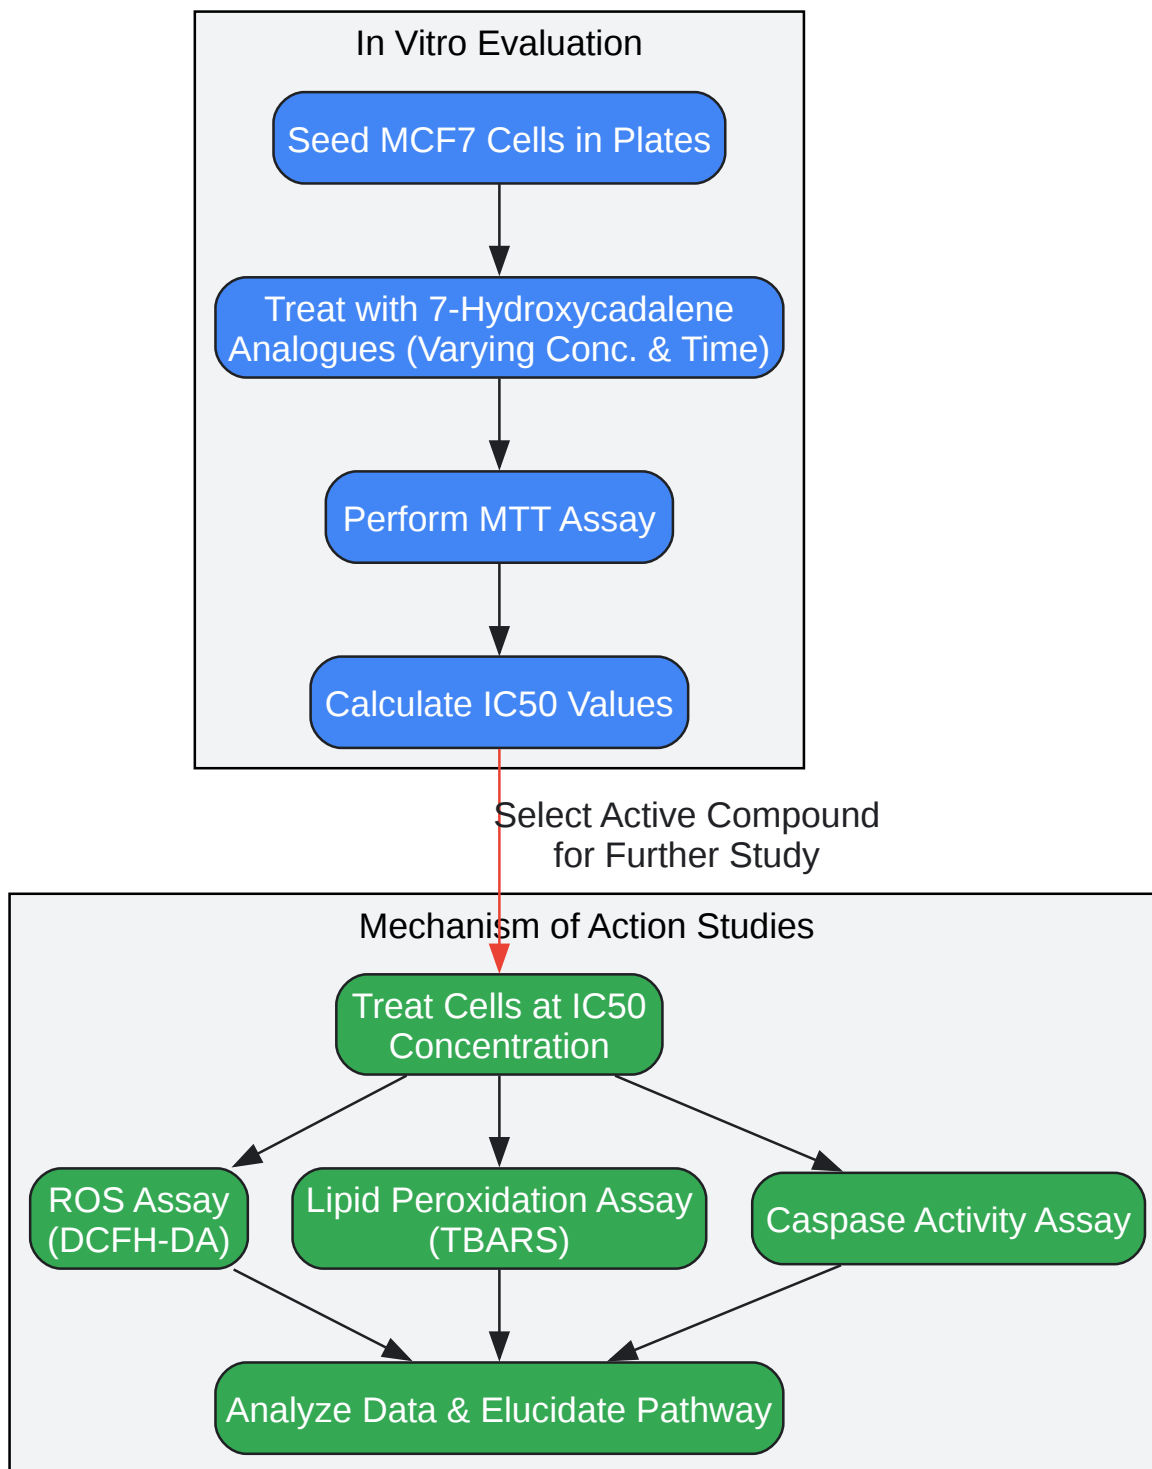 In Vitro Evaluation
Seed MCF7 Cells in Plates
Treat with 7-Hydroxycadalene
Analogues (Varying Conc. & Time)
Perform MTT Assay
Calculate IC50 Values
Select Active Compound
for Further Study
Mechanism of Action Studies
Treat Cells at IC50
Concentration
ROS Assay
(DCFH-DA)
Lipid Peroxidation Assay
(TBARS)
Caspase Activity Assay
Analyze Data & Elucidate Pathway